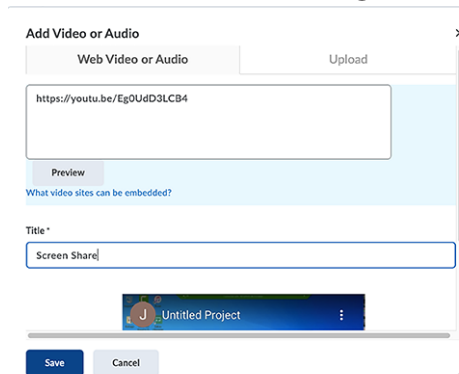 Add Video or Audio
Web Video or Audio
Upload
https://youtu.be/Eg0UdD3LCB4
Preview
What video sites can be embedded?
Title *
Screen Share
J Untitled Project
Save
Cancel